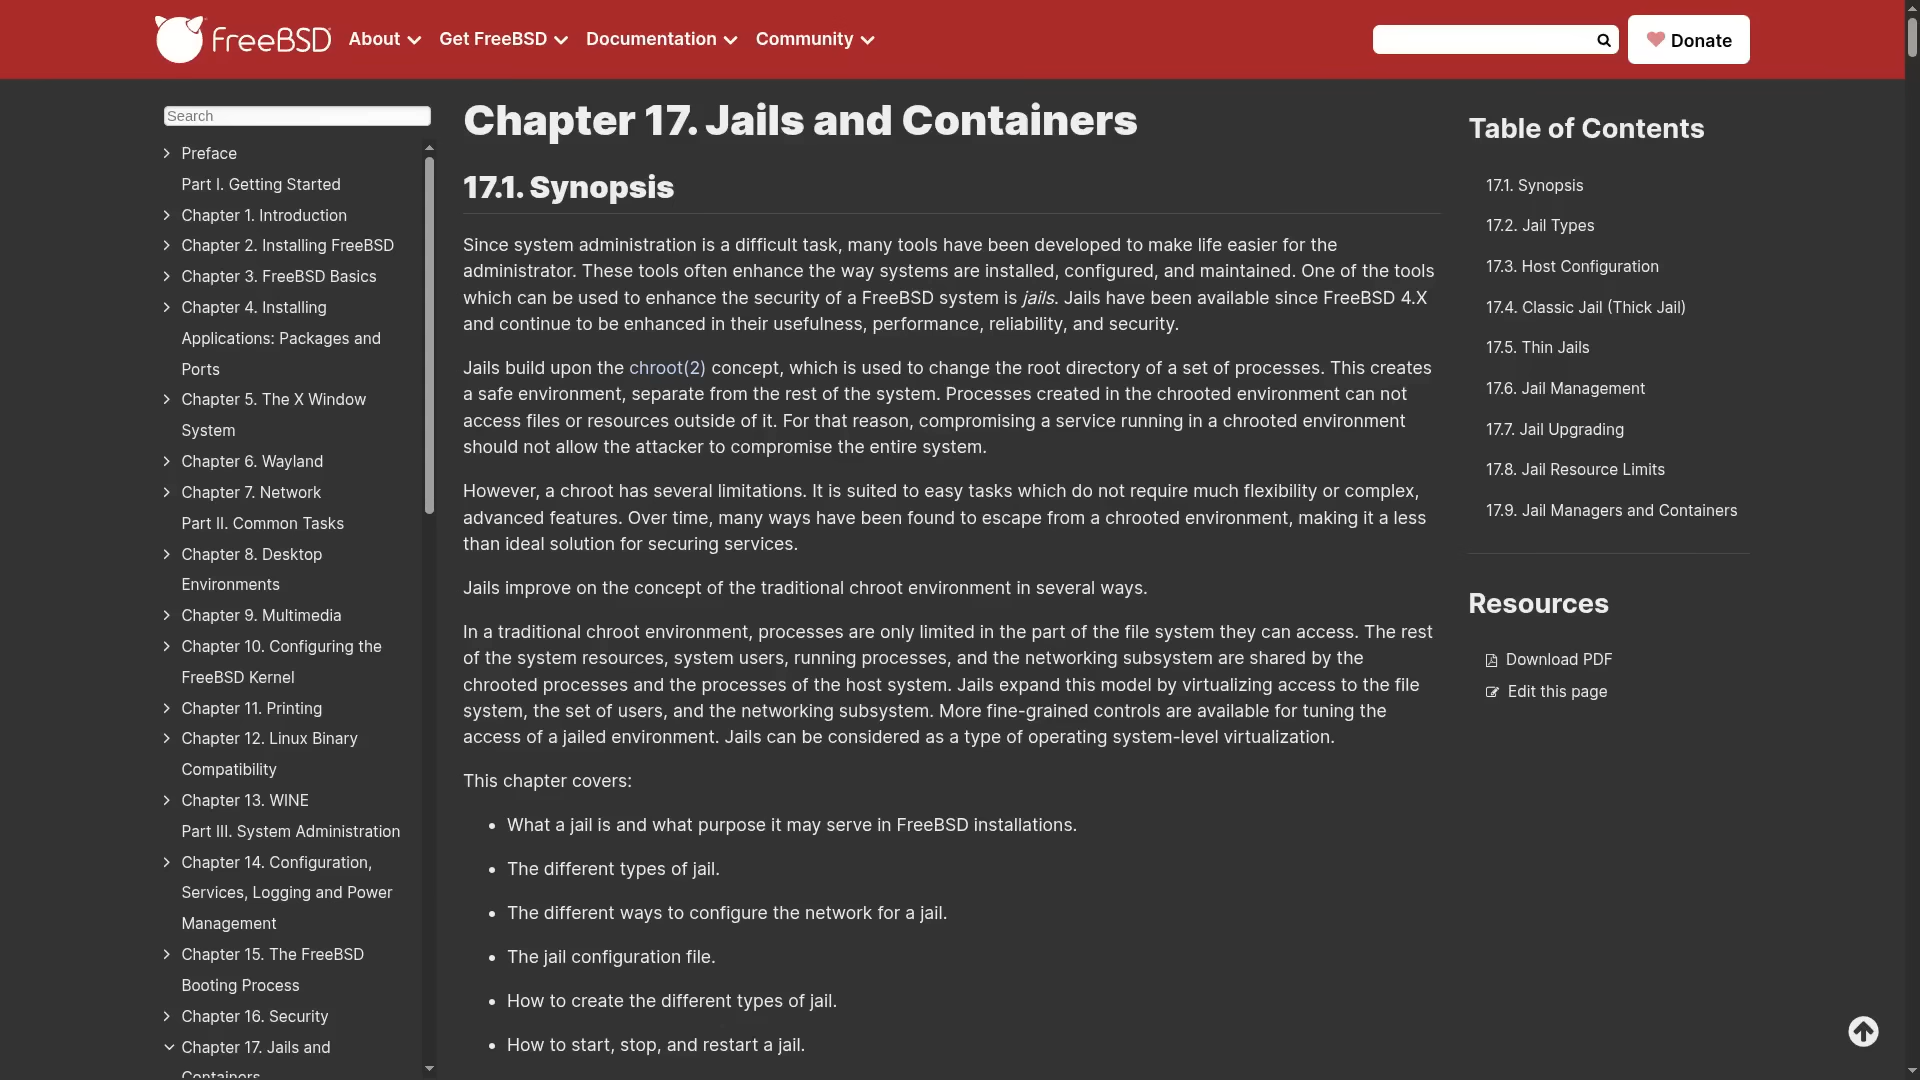 FreeBSD
About
Get FreeBSD
Documentation
Community
Donate
Search
Preface
Part I. Getting Started
Chapter 1. Introduction
Chapter 2. Installing FreeBSD
Chapter 3. FreeBSD Basics
Chapter 4. Installing
Applications: Packages and
Ports
Chapter 5. The X Window
System
Chapter 6. Wayland
Chapter 7. Network
Part II. Common Tasks
Chapter 8. Desktop
Environments
Chapter 9. Multimedia
Chapter 10. Configuring the
FreeBSD Kernel
Chapter 11. Printing
Chapter 12. Linux Binary
Compatibility
Chapter 13. WINE
Part III. System Administration
Chapter 14. Configuration,
Services, Logging and Power
Management
Chapter 15. The FreeBSD
Booting Process
Chapter 16. Security
Chapter 17. Jails and
Containers
Chapter 17. Jails and Containers
17.1. Synopsis
Since system administration is a difficult task, many tools have been developed to make life easier for the
administrator. These tools often enhance the way systems are installed, configured, and maintained. One of the tools
which can be used to enhance the security of a FreeBSD system is jails. Jails have been available since FreeBSD 4.X
and continue to be enhanced in their usefulness, performance, reliability, and security.
Jails build upon the chroot(2) concept, which is used to change the root directory of a set of processes. This creates
a safe environment, separate from the rest of the system. Processes created in the chrooted environment can not
access files or resources outside of it. For that reason, compromising a service running in a chrooted environment
should not allow the attacker to compromise the entire system.
However, a chroot has several limitations. It is suited to easy tasks which do not require much flexibility or complex,
advanced features. Over time, many ways have been found to escape from a chrooted environment, making it a less
than ideal solution for securing services.
Jails improve on the concept of the traditional chroot environment in several ways.
In a traditional chroot environment, processes are only limited in the part of the file system they can access. The rest
of the system resources, system users, running processes, and the networking subsystem are shared by the
chrooted processes and the processes of the host system. Jails expand this model by virtualizing access to the file
system, the set of users, and the networking subsystem. More fine-grained controls are available for tuning the
access of a jailed environment. Jails can be considered as a type of operating system-level virtualization.
This chapter covers:
• What a jail is and what purpose it may serve in FreeBSD installations.
• The different types of jail.
• The different ways to configure the network for a jail.
• The jail configuration file.
• How to create the different types of jail.
• How to start, stop, and restart a jail.
Table of Contents
17.1. Synopsis
17.2. Jail Types
17.3. Host Configuration
17.4. Classic Jail (Thick Jail)
17.5. Thin Jails
17.6. Jail Management
17.7. Jail Upgrading
17.8. Jail Resource Limits
17.9. Jail Managers and Containers
Resources
Download PDF
Edit this page